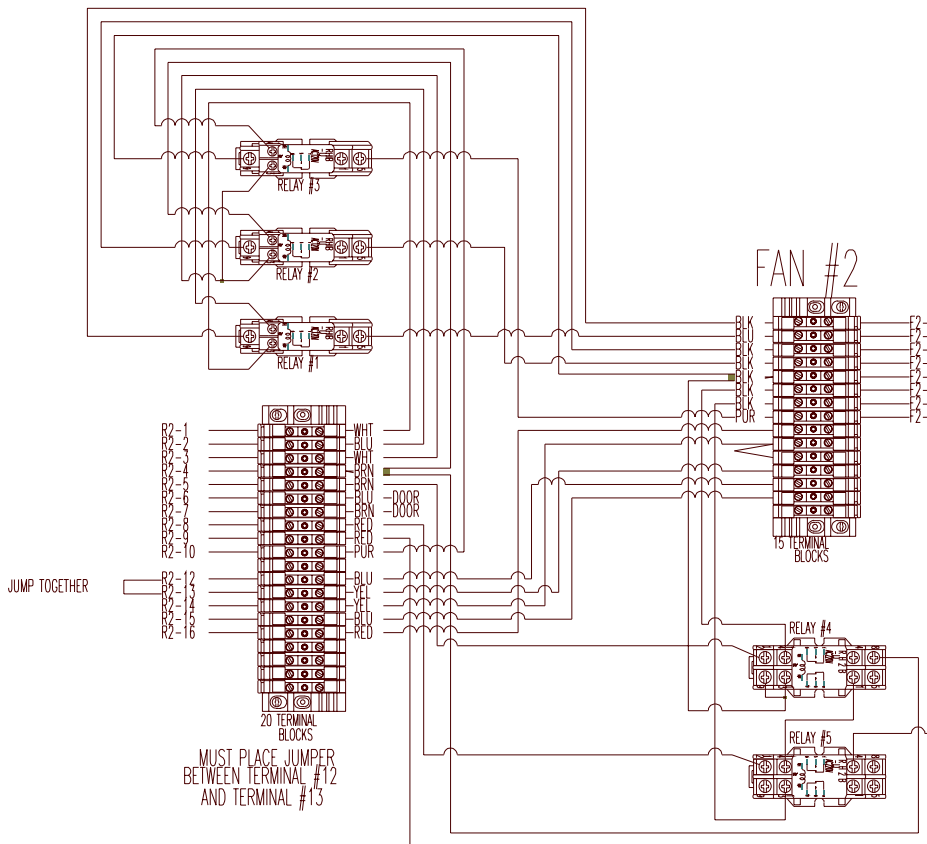 RELAY #3
RELAY #2
RELAY #1
FAN #2
BLK
BLU
BLK
BLK
BLK
BLK
BLK
PUR
F2-
F2-
F2-
F2-
F2-
F2-
F2-
F2-
15 TERMINAL
BLOCKS
R2-1
R2-2
R2-3
R2-4
R2-5
R2-6
R2-7
R2-8
R2-9
R2-10
R2-12
R2-13
R2-14
R2-15
R2-16
WHT
BLU
WHT
BRN
BRN
BLU DOOR
BRN DOOR
RED
RED
PUR
BLU
YEL
YEL
BLU
RED
JUMP TOGETHER
20 TERMINAL
BLOCKS
MUST PLACE JUMPER
BETWEEN TERMINAL #12
AND TERMINAL #13
RELAY #4
RELAY #5